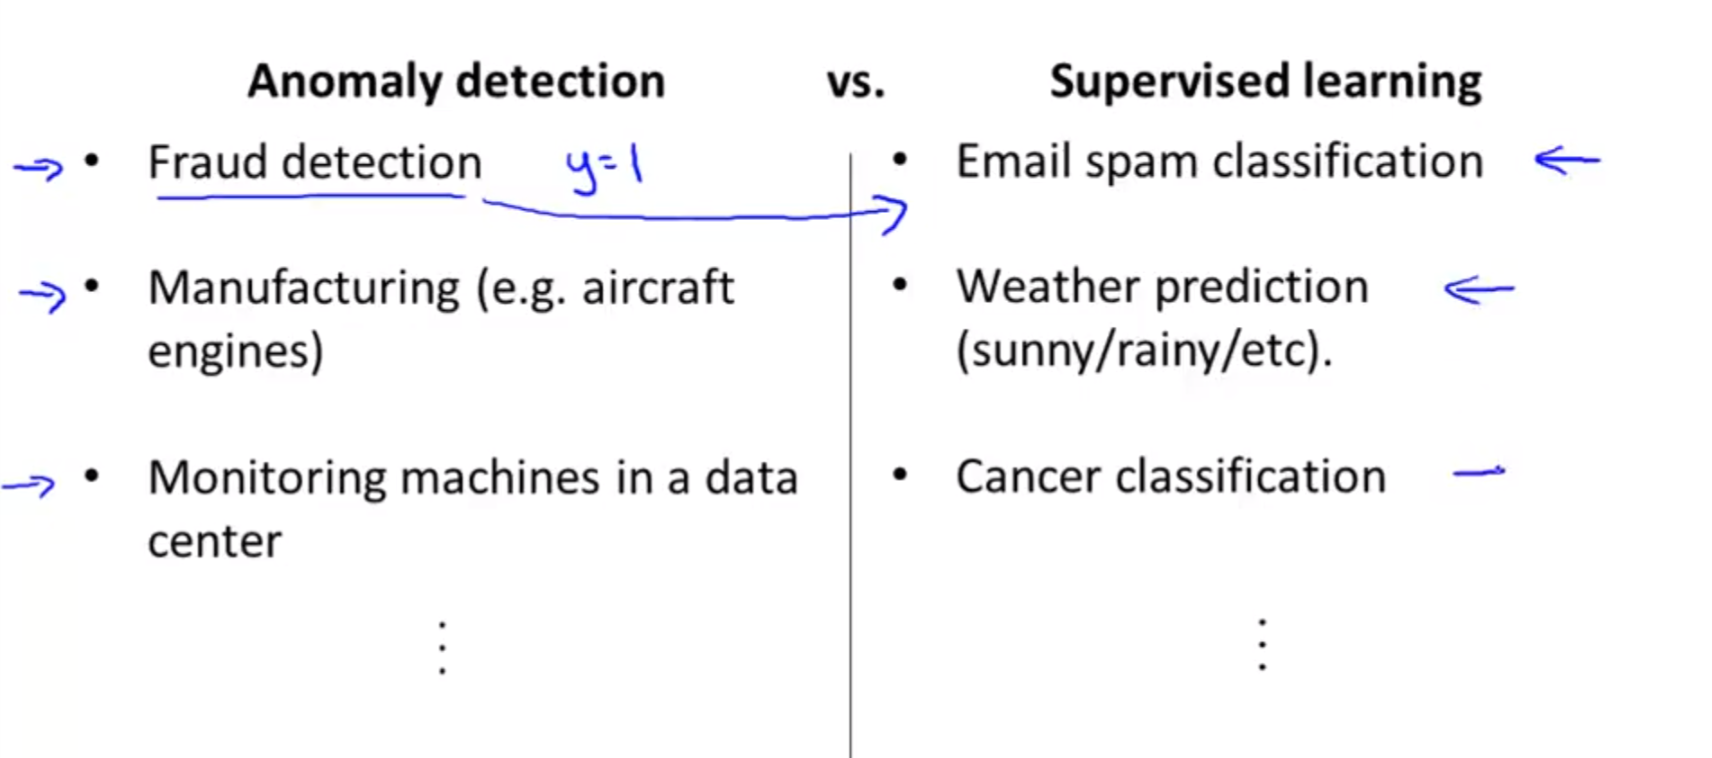 Anomaly detection vs. Supervised learning
• Fraud detection y=1
• Manufacturing (e.g. aircraft
engines)
• Monitoring machines in a data
center
⋮
• Email spam classification
• Weather prediction
(sunny/rainy/etc).
• Cancer classification
⋮